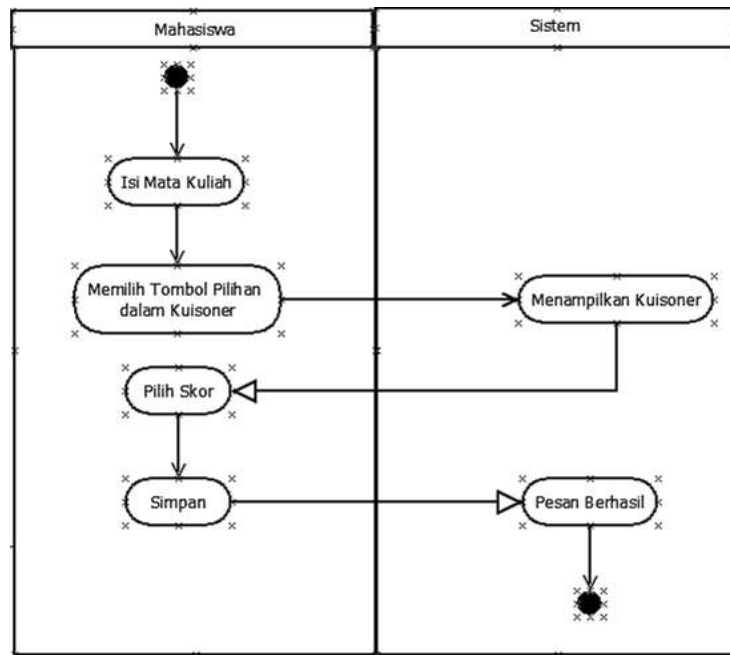 Mahasiswa
Sistem
Isi Mata Kuliah
Memilih Tombol Pilihan
dalam Kuisoner
Menampilkan Kuisoner
Pilih Skor
Simpan
Pesan Berhasil